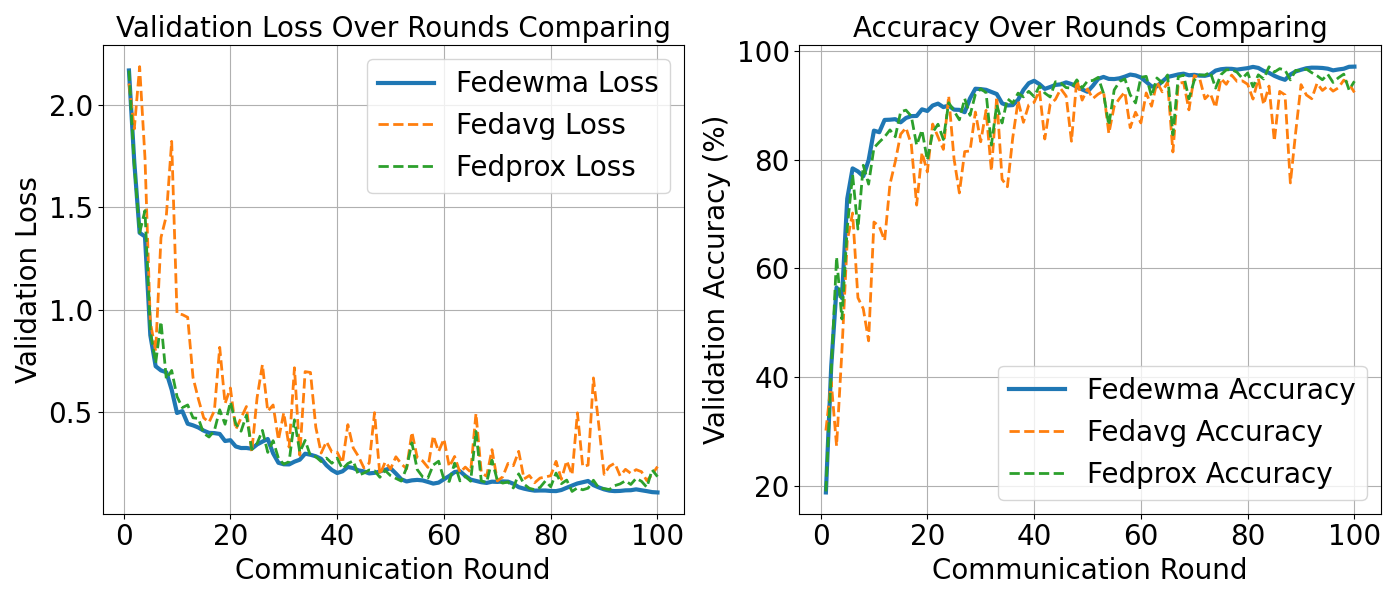 Validation Loss Over Rounds Comparing
Validation Loss
2.0
1.5
1.0
0.5
Fedewma Loss
Fedavg Loss
Fedprox Loss
0 20 40 60 80 100
Communication Round
Accuracy Over Rounds Comparing
Validation Accuracy (%)
100
80
60
40
20
Fedewma Accuracy
Fedavg Accuracy
Fedprox Accuracy
0 20 40 60 80 100
Communication Round